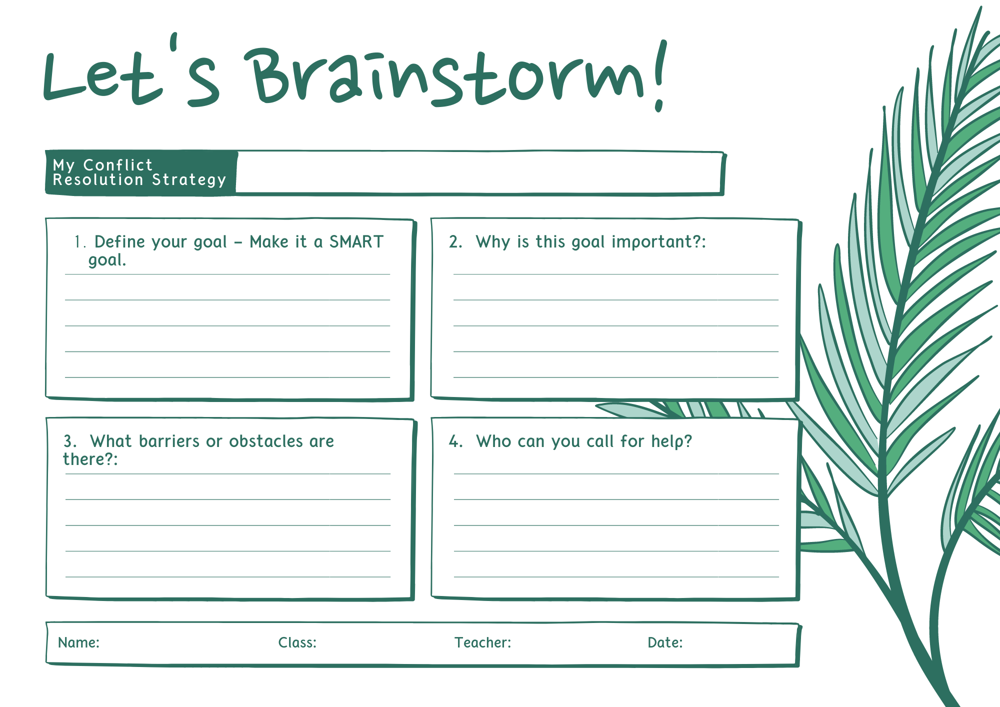 Let's Brainstorm!
My Conflict
Resolution Strategy
1. Define your goal – Make it a SMART
goal.
2. Why is this goal important?:
3. What barriers or obstacles are
there?:
4. Who can you call for help?
Name: Class: Teacher: Date: